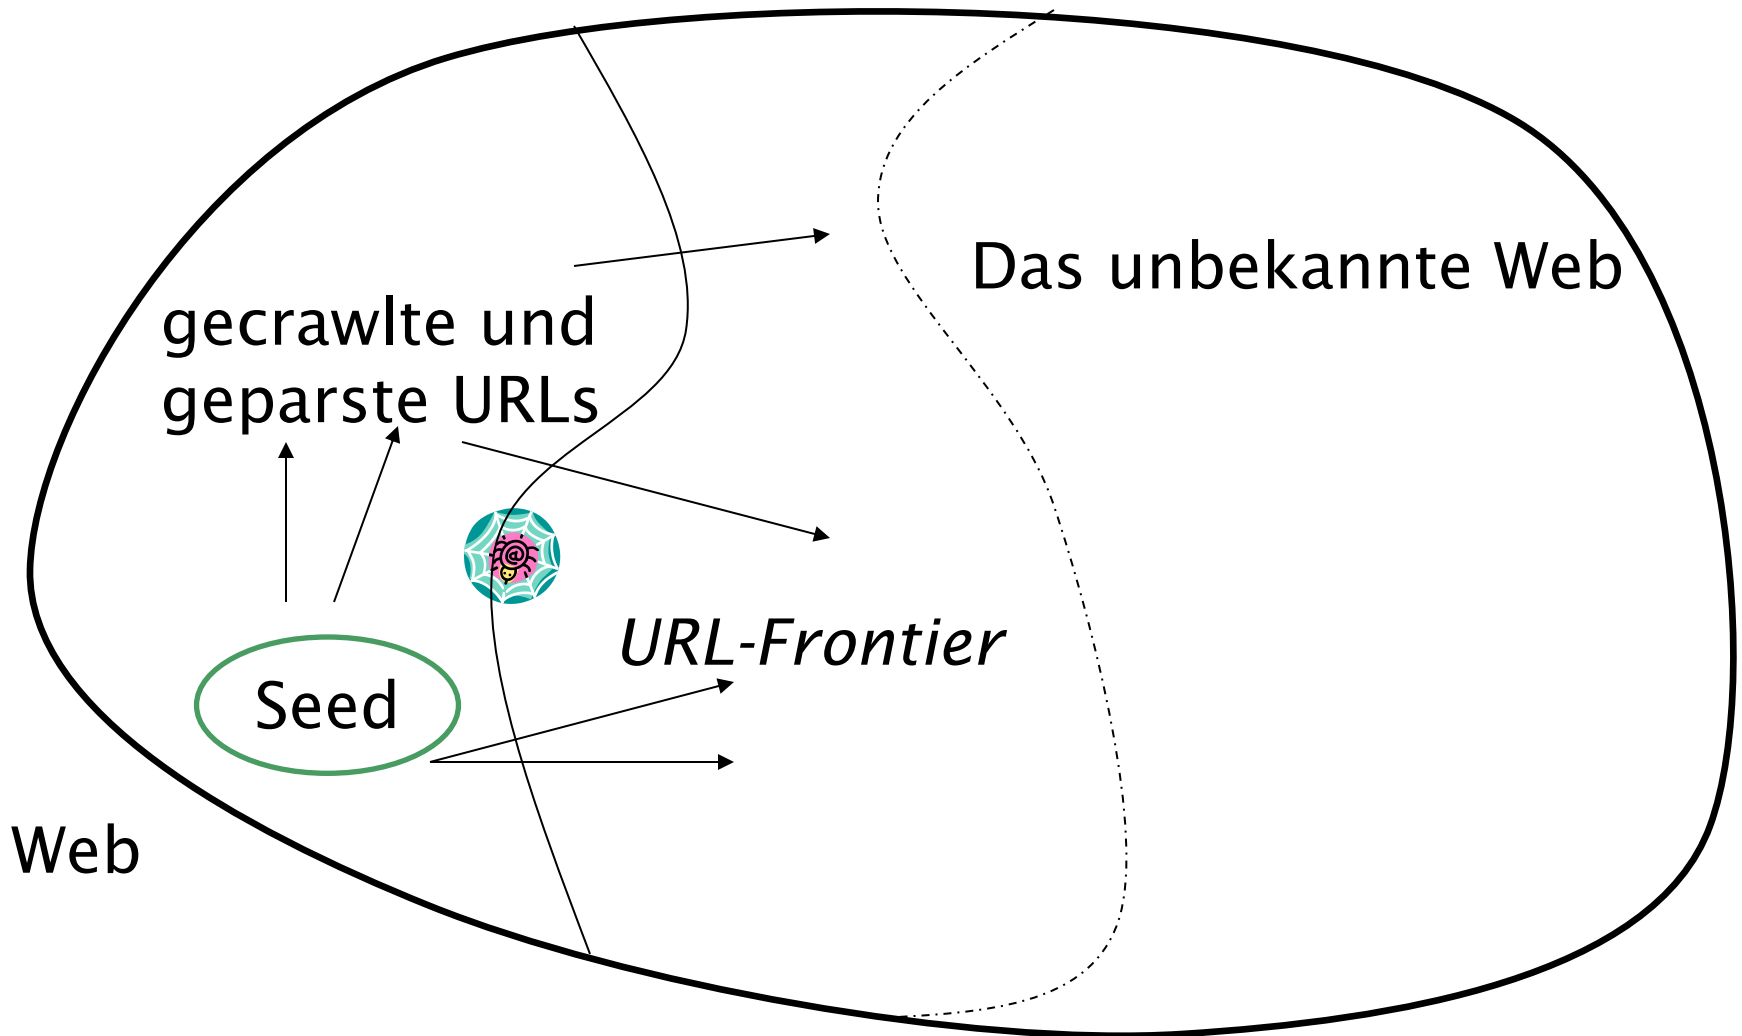 Das unbekannte Web
gecrawlte und
geparste URLs
URL-Frontier
Seed
Web